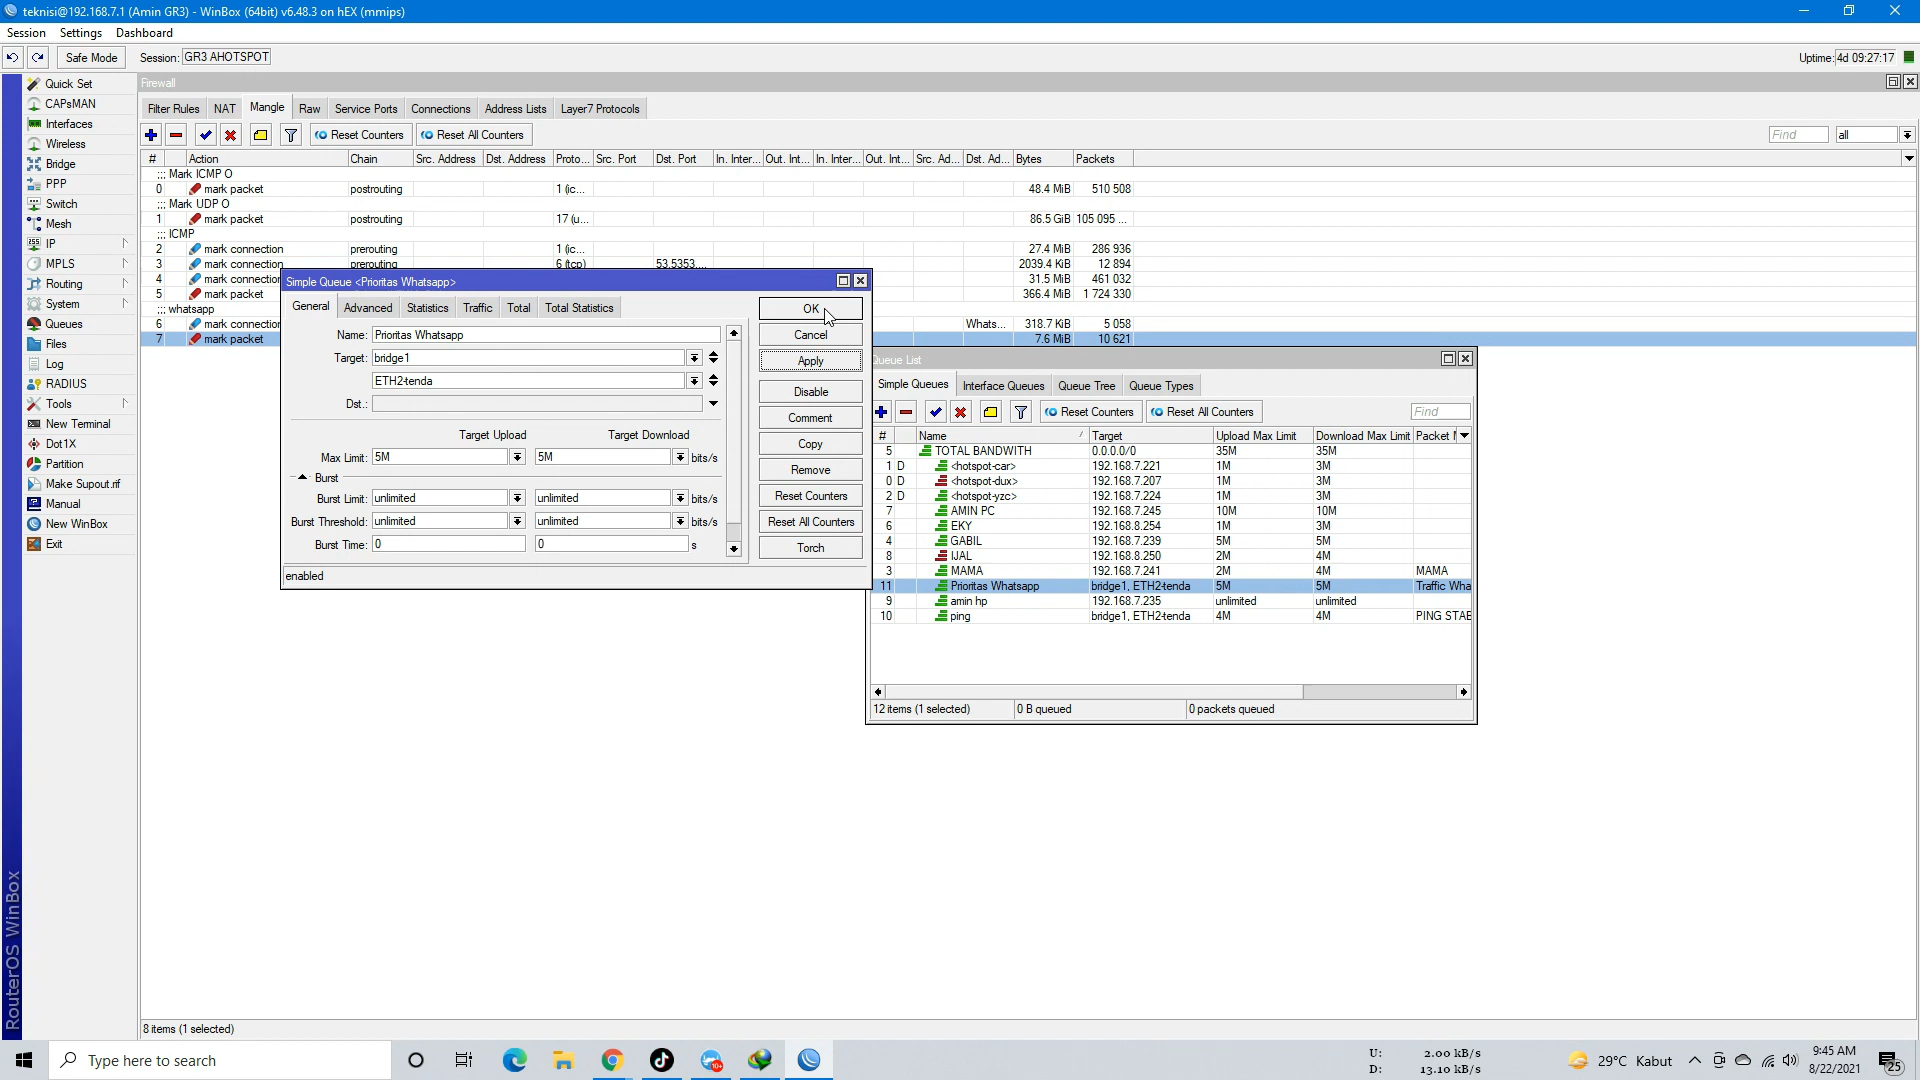 teknisi@192.168.7.1 (Amin GR3) - WinBox (64bit) v6.48.3 on hEX (mmips)
Session Settings Dashboard
Safe Mode Session: GR3 AHOTSPOT Uptime: 4d 09:27:17
Quick Set
CAPsMAN
Interfaces
Wireless
Bridge
PPP
Switch
Mesh
IP
MPLS
Routing
System
Queues
Files
Log
RADIUS
Tools
New Terminal
Dot1X
Partition
Make Supout.rif
Manual
New WinBox
Exit
RouterOS WinBox
Firewall
Filter Rules NAT Mangle Raw Service Ports Connections Address Lists Layer7 Protocols
Reset Counters Reset All Counters Find all
# Action Chain Src. Address Dst. Address Proto... Src. Port Dst. Port In. Inter... Out. Int... In. Inter... Out. Int... Src. Ad... Dst. Ad... Bytes Packets
;;; Mark ICMP O
0 mark packet postrouting 1 (ic... 48.4 MiB 510 508
;;; Mark UDP O
1 mark packet postrouting 17 (u... 86.5 GiB 105 095 ...
;;; ICMP
2 mark connection prerouting 1 (ic... 27.4 MiB 286 936
3 mark connection prerouting 6 (tcp) 53,5353,... 2039.4 KiB 12 894
4 mark connection 31.5 MiB 461 032
5 mark packet 366.4 MiB 1 724 330
;;; whatsapp
6 mark connection Whats... 318.7 KiB 5 058
7 mark packet 7.6 MiB 10 621
8 items (1 selected)
Simple Queue <Prioritas Whatsapp>
General Advanced Statistics Traffic Total Total Statistics
Name: Prioritas Whatsapp
Target: bridge1
ETH2-tenda
Dst.:
Target Upload Target Download
Max Limit: 5M 5M bits/s
Burst
Burst Limit: unlimited unlimited bits/s
Burst Threshold: unlimited unlimited bits/s
Burst Time: 0 0 s
enabled
OK
Cancel
Apply
Disable
Comment
Copy
Remove
Reset Counters
Reset All Counters
Torch
Queue List
Simple Queues Interface Queues Queue Tree Queue Types
Reset Counters Reset All Counters Find
# Name Target Upload Max Limit Download Max Limit Packet
5 TOTAL BANDWITH 0.0.0.0/0 35M 35M
1 D <hotspot-car> 192.168.7.221 1M 3M
0 D <hotspot-dux> 192.168.7.207 1M 3M
2 D <hotspot-yzc> 192.168.7.224 1M 3M
7 AMIN PC 192.168.7.245 10M 10M
6 EKY 192.168.8.254 1M 3M
4 GABIL 192.168.7.239 5M 5M
8 IJAL 192.168.8.250 2M 4M
3 MAMA 192.168.7.241 2M 4M MAMA
11 Prioritas Whatsapp bridge1, ETH2-tenda 5M 5M Traffic Wha
9 amin hp 192.168.7.235 unlimited unlimited
10 ping bridge1, ETH2-tenda 4M 4M PING STAB
12 items (1 selected) 0 B queued 0 packets queued
Type here to search
10+
U: 2.00 kB/s
D: 13.10 kB/s
29°C Kabut
9:45 AM
8/22/2021
25